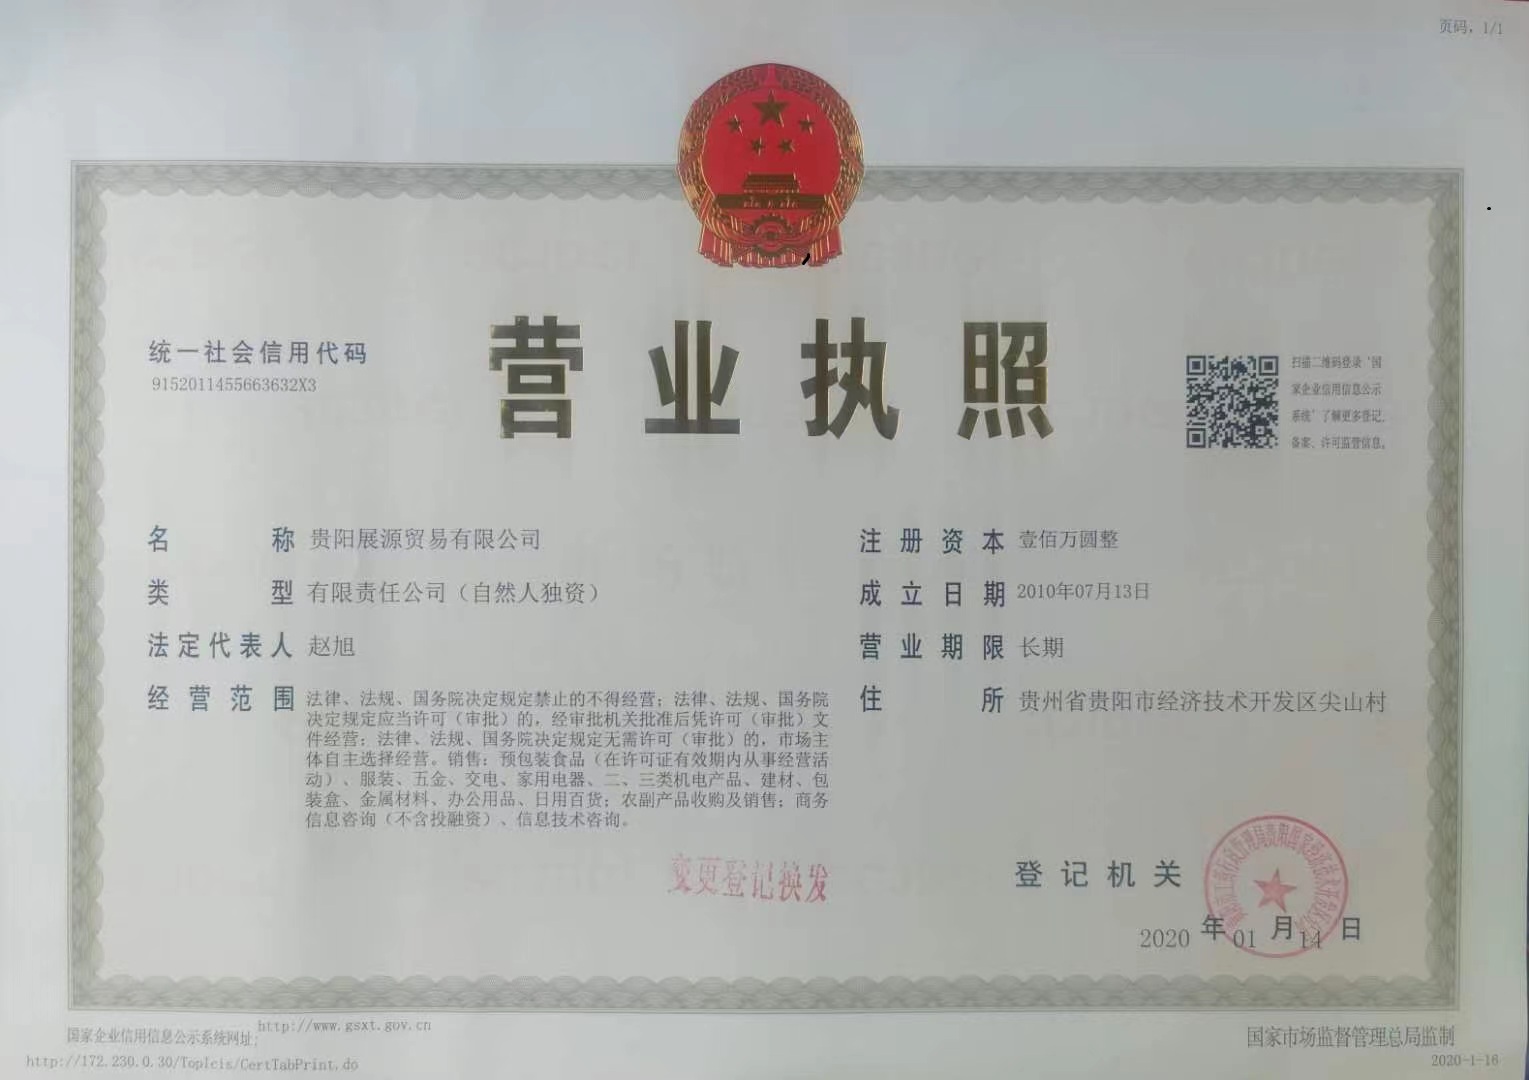 页码, 1/1
营业执照
统一社会信用代码
9152011455663632X3
扫描二维码登录‘国
家企业信用信息公示
系统’了解更多登记、
备案、许可监管信息。
名 称 贵阳展源贸易有限公司
类 型 有限责任公司（自然人独资）
法定代表人 赵旭
经营范围 法律、法规、国务院决定规定禁止的不得经营；法律、法规、国务院
决定规定应当许可（审批）的，经审批机关批准后凭许可（审批）文
件经营；法律、法规、国务院决定规定无需许可（审批）的，市场主
体自主选择经营。销售：预包装食品（在许可证有效期内从事经营活
动）、服装、五金、交电、家用电器、二、三类机电产品、建材、包
装盒、金属材料、办公用品、日用百货；农副产品收购及销售；商务
信息咨询（不含投融资）、信息技术咨询。
注册资本 壹佰万圆整
成立日期 2010年07月13日
营业期限 长期
住 所 贵州省贵阳市经济技术开发区尖山村
变更登记换发
登记机关
2020 年 01 月 14 日
国家企业信用信息公示系统网址: http://www.gsxt.gov.cn
国家市场监督管理总局监制
http://172.230.0.30/TopIcis/CertTabPrint.do
2020-1-16